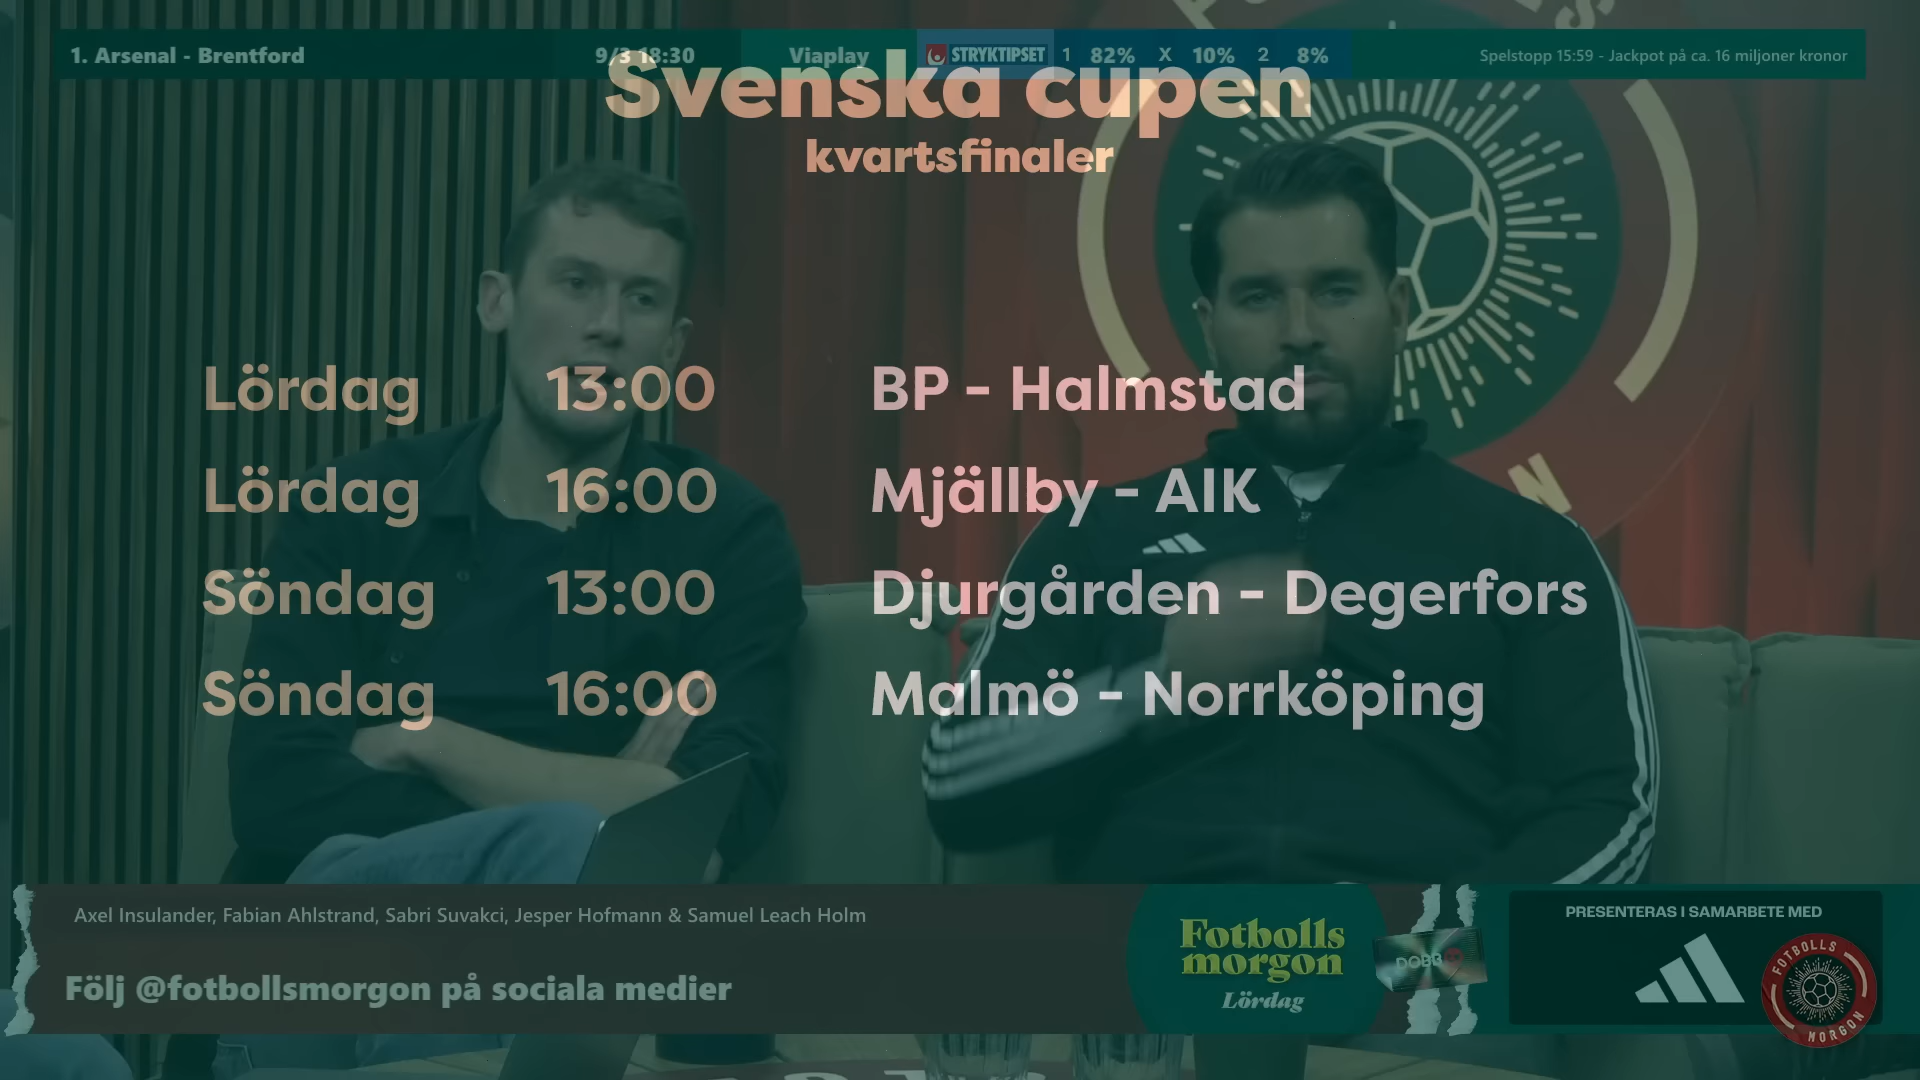 1. Arsenal - Brentford 9/3 18:30 Viaplay STRYKTIPSET 1 82% X 10% 2 8% Spelstopp 15:59 - Jackpot på ca. 16 miljoner kronor
Svenska cupen
kvartsfinaler
Lördag 13:00 BP - Halmstad
Lördag 16:00 Mjällby - AIK
Söndag 13:00 Djurgården - Degerfors
Söndag 16:00 Malmö - Norrköping
Axel Insulander, Fabian Ahlstrand, Sabri Suvakci, Jesper Hofmann & Samuel Leach Holm
Följ @fotbollsmorgon på sociala medier
Fotbolls
morgon
Lördag
PRESENTERAS I SAMARBETE MED
FOTBOLLS
MORGON